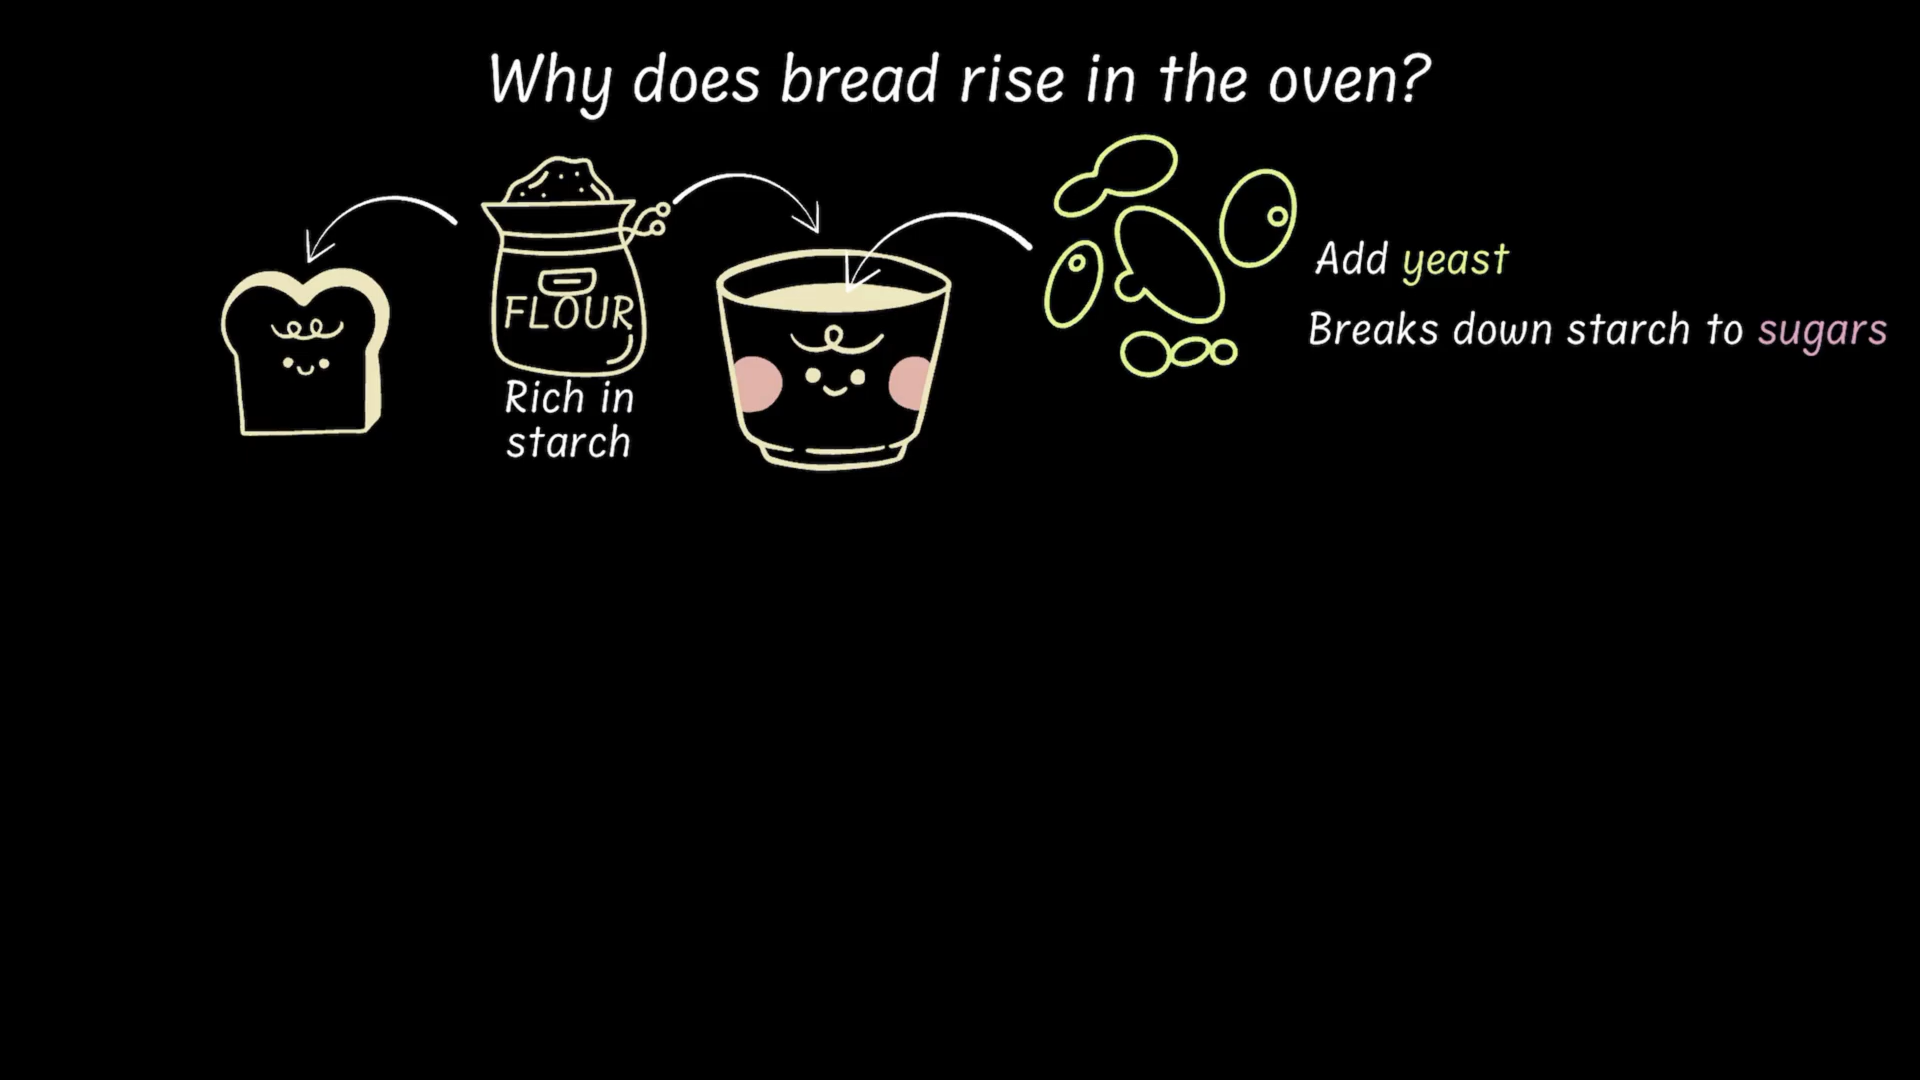 Why does bread rise in the oven?
FLOUR
Rich in
starch
Add yeast
Breaks down starch to sugars